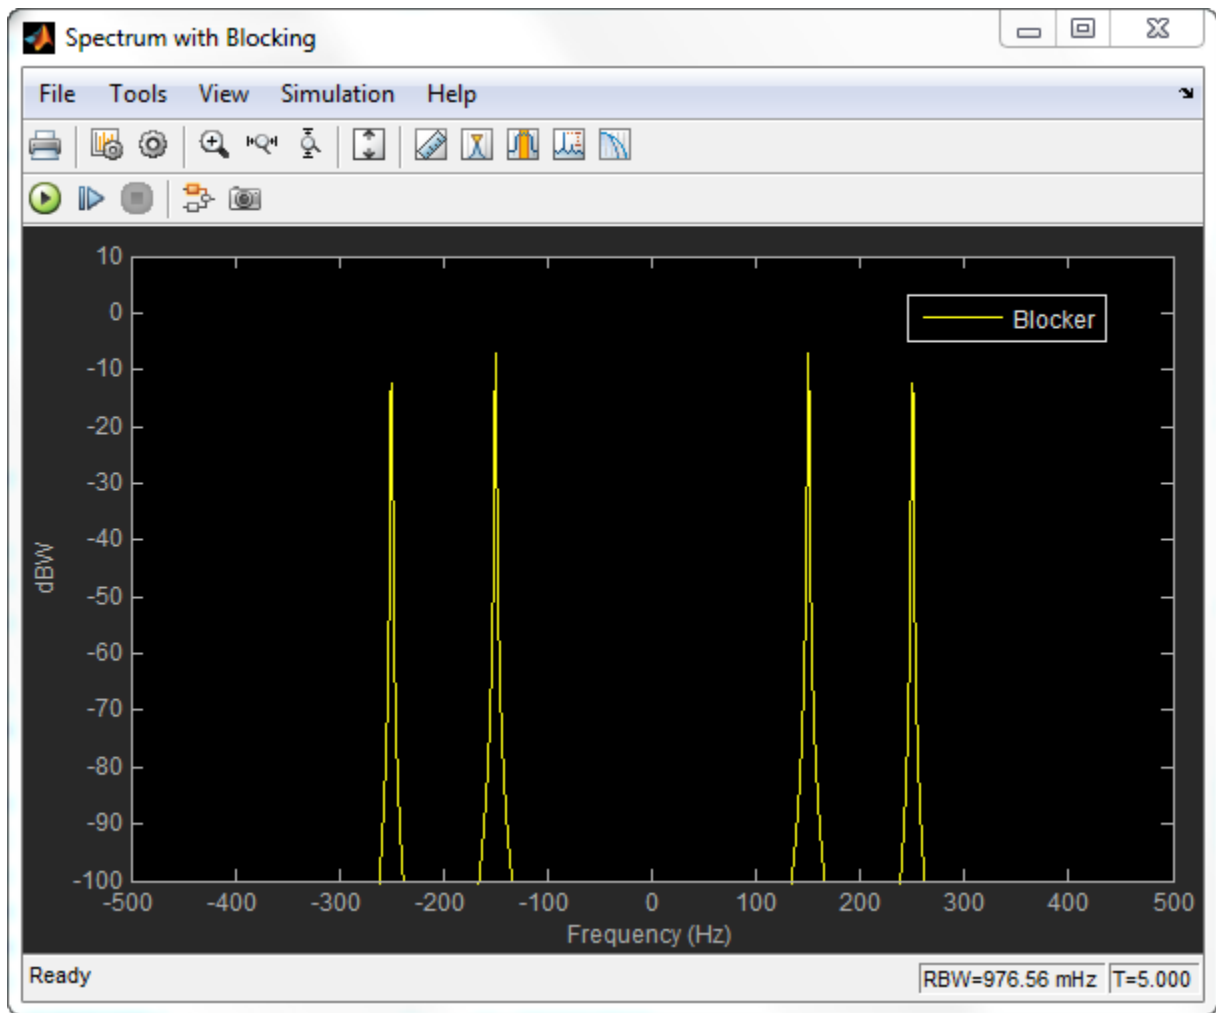 Spectrum with Blocking
File Tools View Simulation Help
10
0
-10
-20
-30
-40
-50
-60
-70
-80
-90
-100
dBW
Blocker
-500 -400 -300 -200 -100 0 100 200 300 400 500
Frequency (Hz)
Ready RBW=976.56 mHz T=5.000